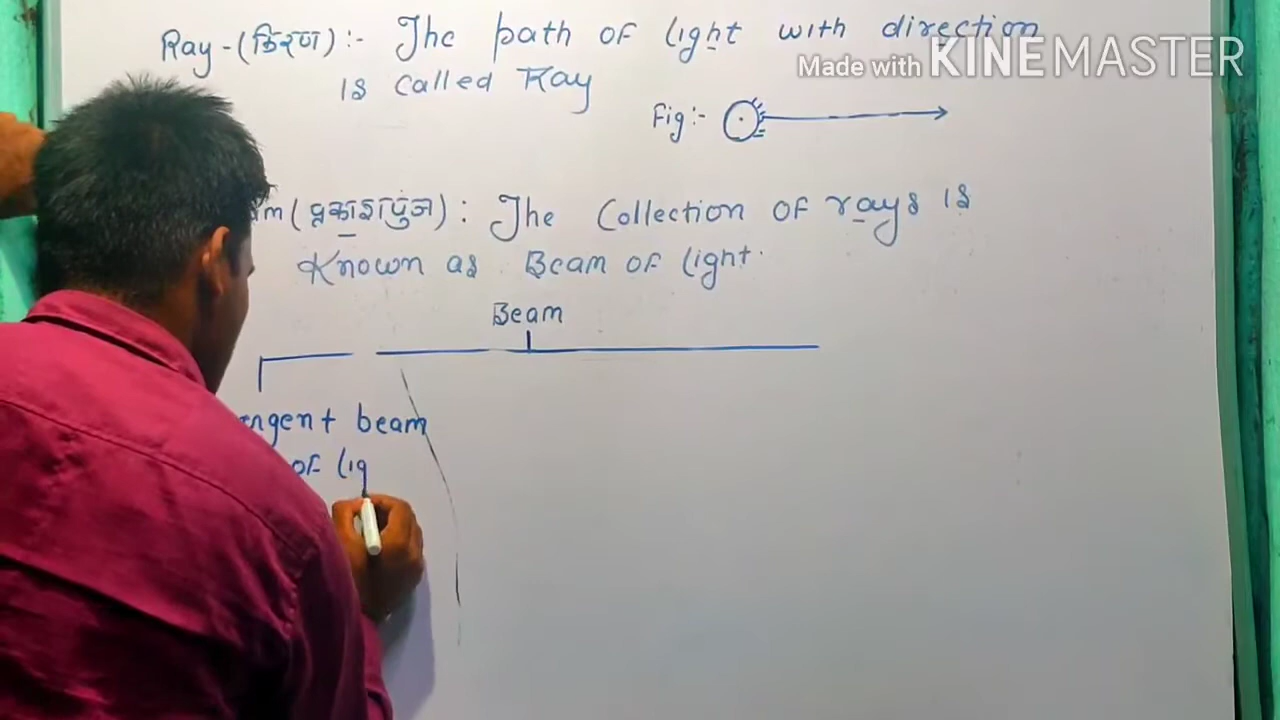 Ray-(किरण) :- The path of light with direction
is called Ray
Made with KINEMASTER
Fig:-
(प्रकाशपुंज) : The Collection of rays is
Known as Beam of light.
Beam
beam
of lig